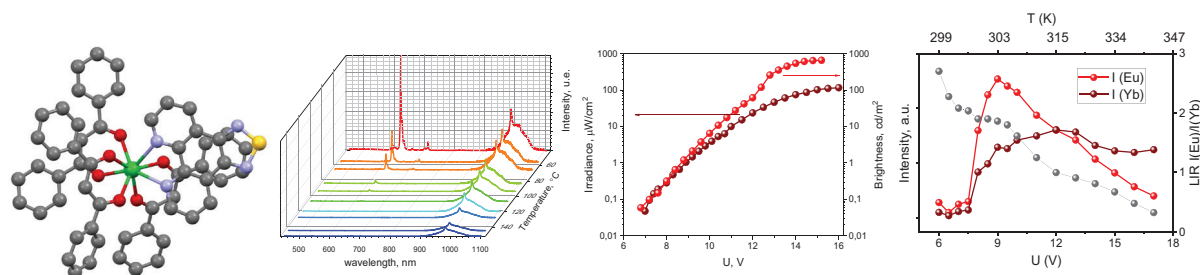 Intensity, u.e.
60
80
100
120
140
Temperature, °C
500 600 700 800 900 1000 1100
wavelength, nm
1000
100
10
1
0,1
0,01
Irradiance, µW/cm²
1000
100
10
1
0,1
0,01
Brightness, cd/m²
6 8 10 12 14 16
U, V
T (K)
299 303 315 334 347
I (Eu)
I (Yb)
Intensity, a.u.
3
2
1
0
LIR I(Eu)/I(Yb)
6 9 12 15 18
U (V)